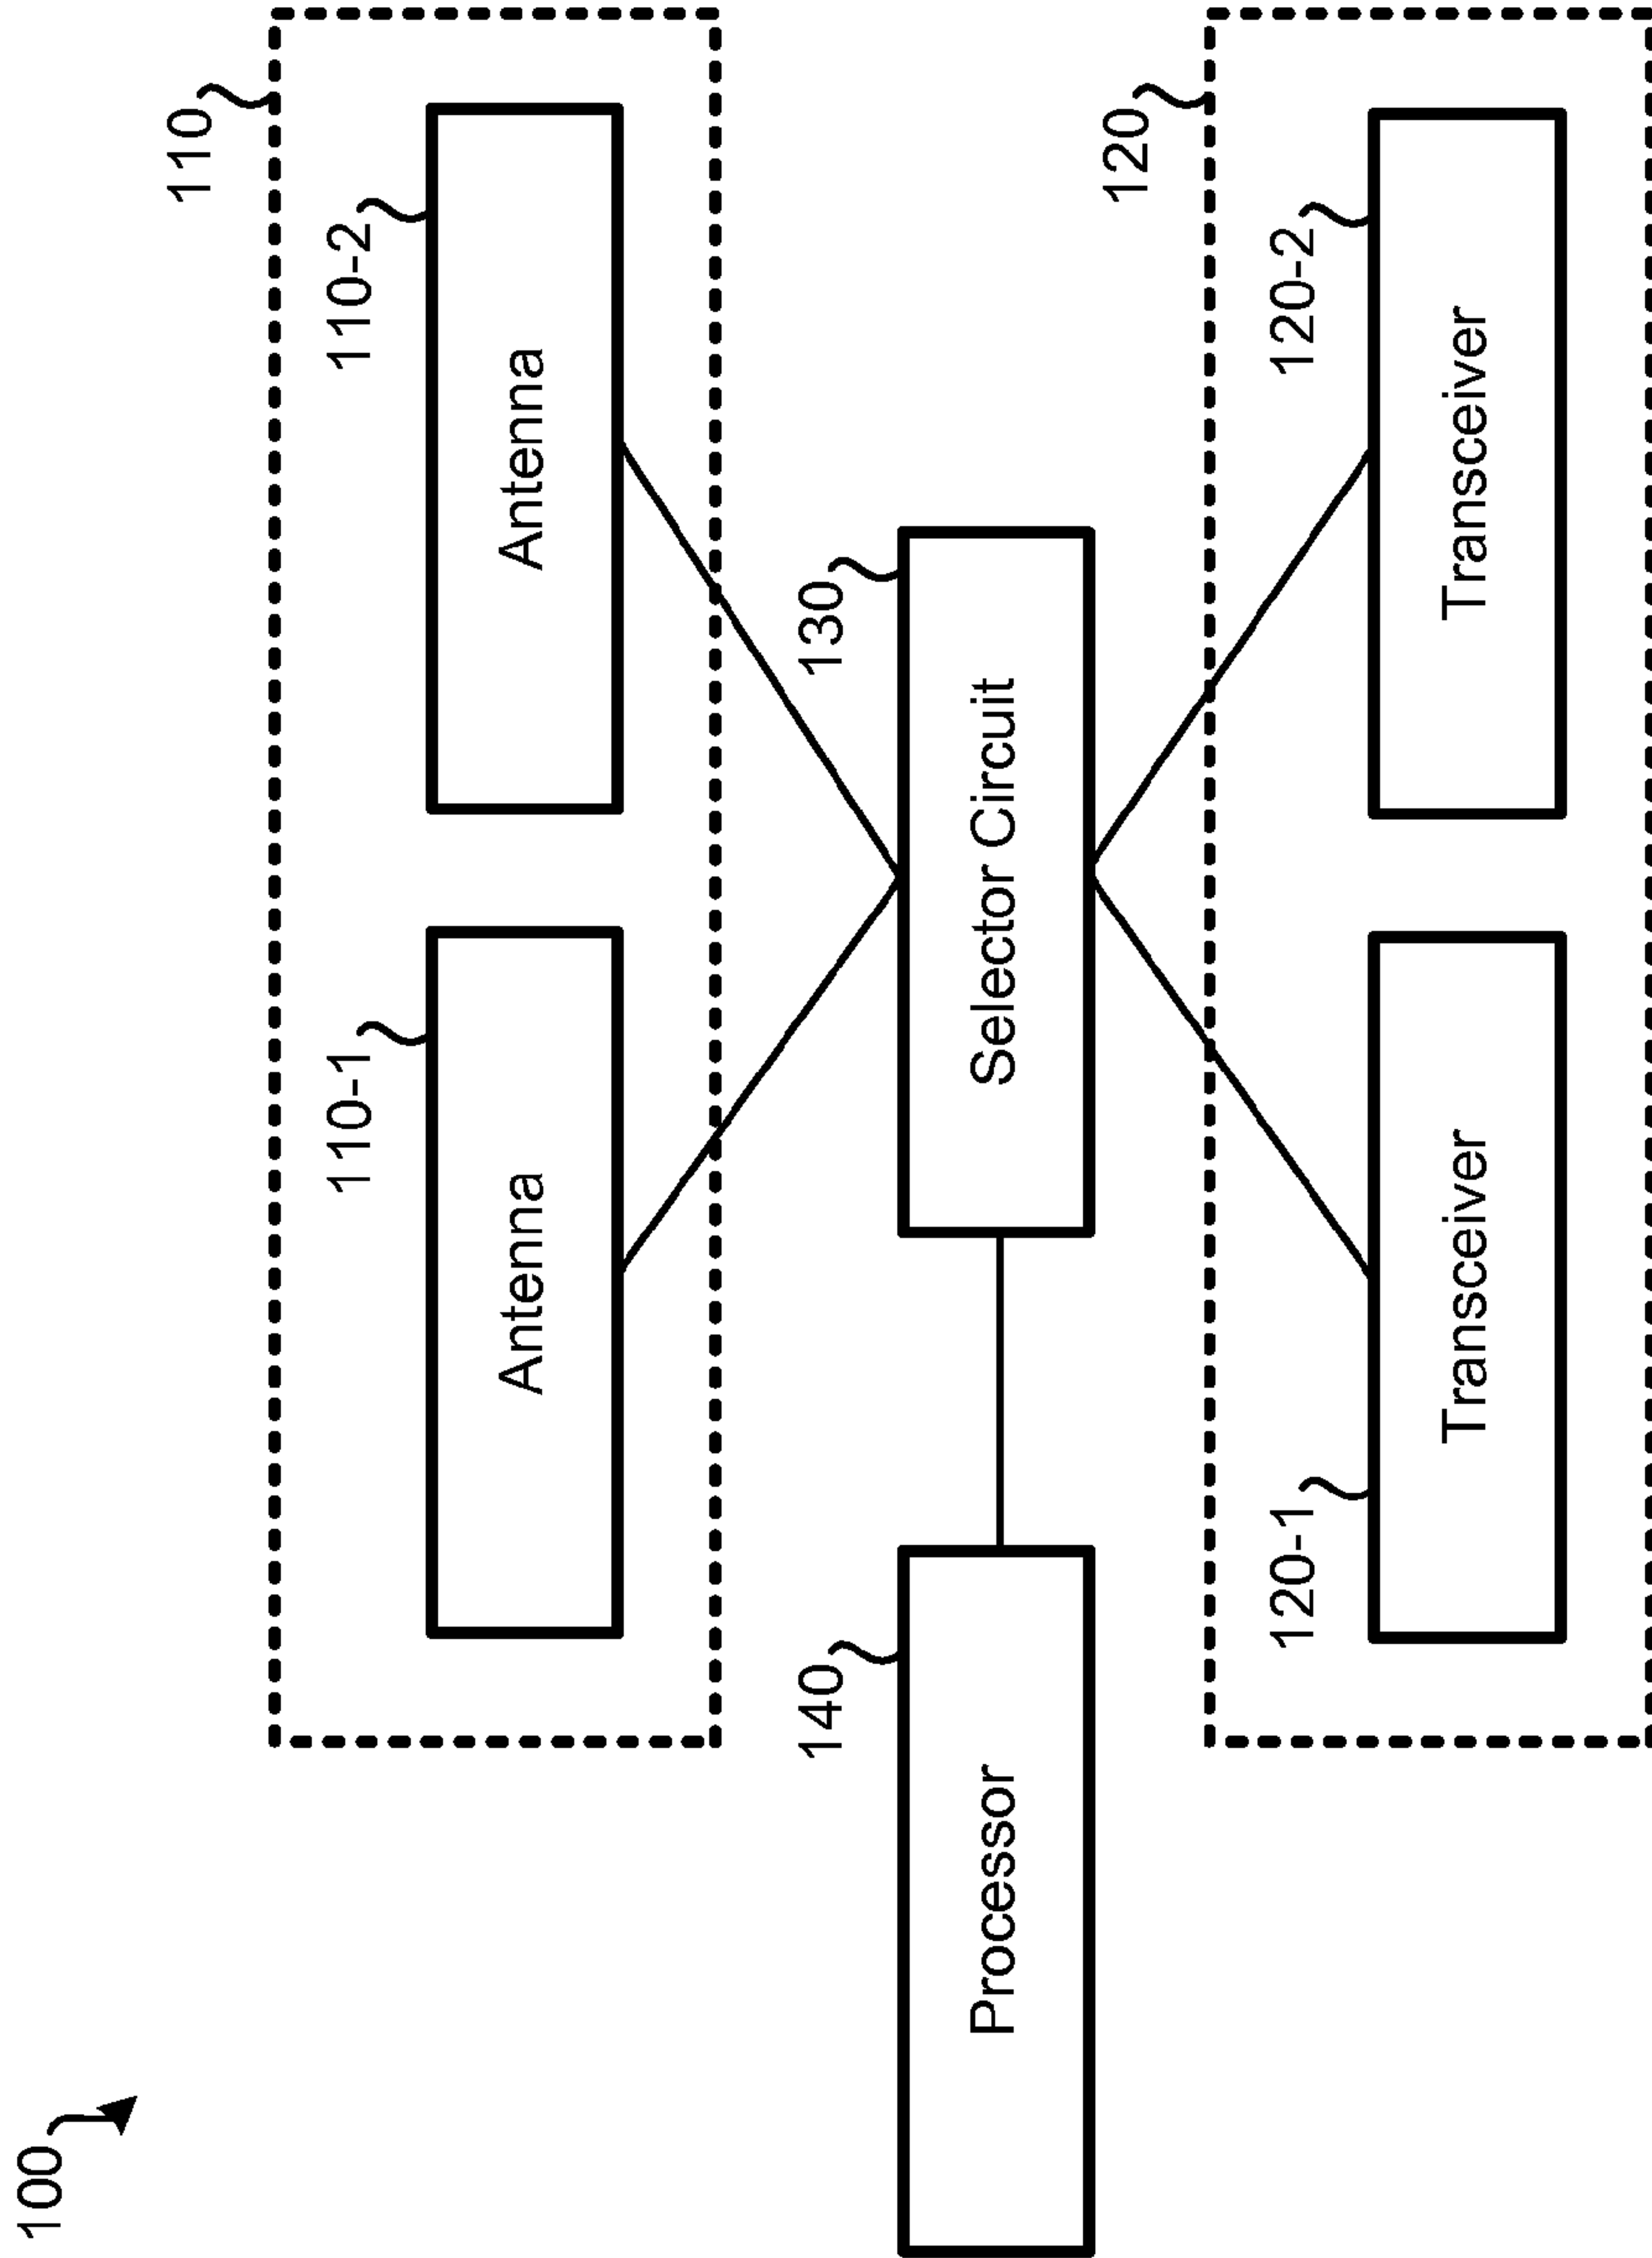 100
110
110-1
110-2
Antenna
Antenna
140
130
Processor
Selector Circuit
120
120-1
120-2
Transceiver
Transceiver